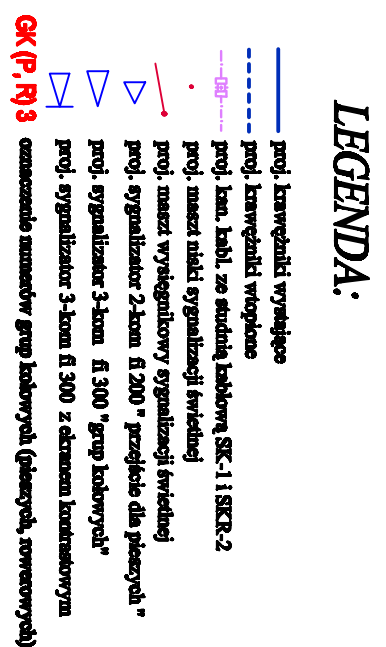 LEGENDA:
proj. krawężniki wystające
proj. krawężniki wtopione
proj. kan. kabl. ze studnią kablową SK-1 i SKR-2
proj. maszt niski sygnalizacji świetlnej
proj. maszt wysięgnikowy sygnalizacji świetlnej
proj. sygnalizator 2-kom fi 200 " przejście dla pieszych "
proj. sygnalizator 3-kom fi 300 "grup kołowych"
proj. sygnalizator 3-kom fi 300 z ekranem kontrastowym
GK (P, R) 3 oznaczenie numerów grup kołowych (pieszych, rowerowych)